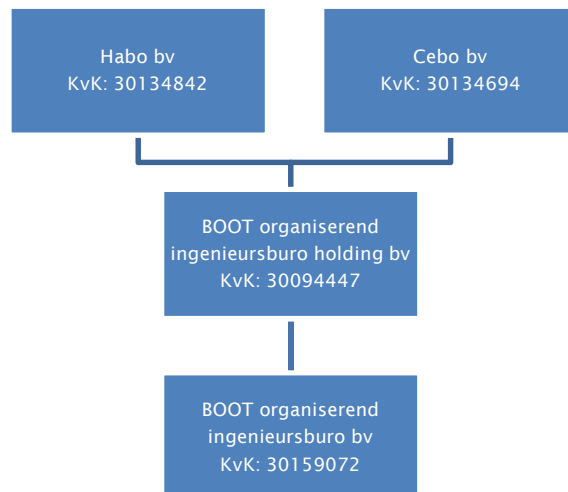 Habo bv
KvK: 30134842
Cebo bv
KvK: 30134694
BOOT organiserend
ingenieursburo holding bv
KvK: 30094447
BOOT organiserend
ingenieursburo bv
KvK: 30159072